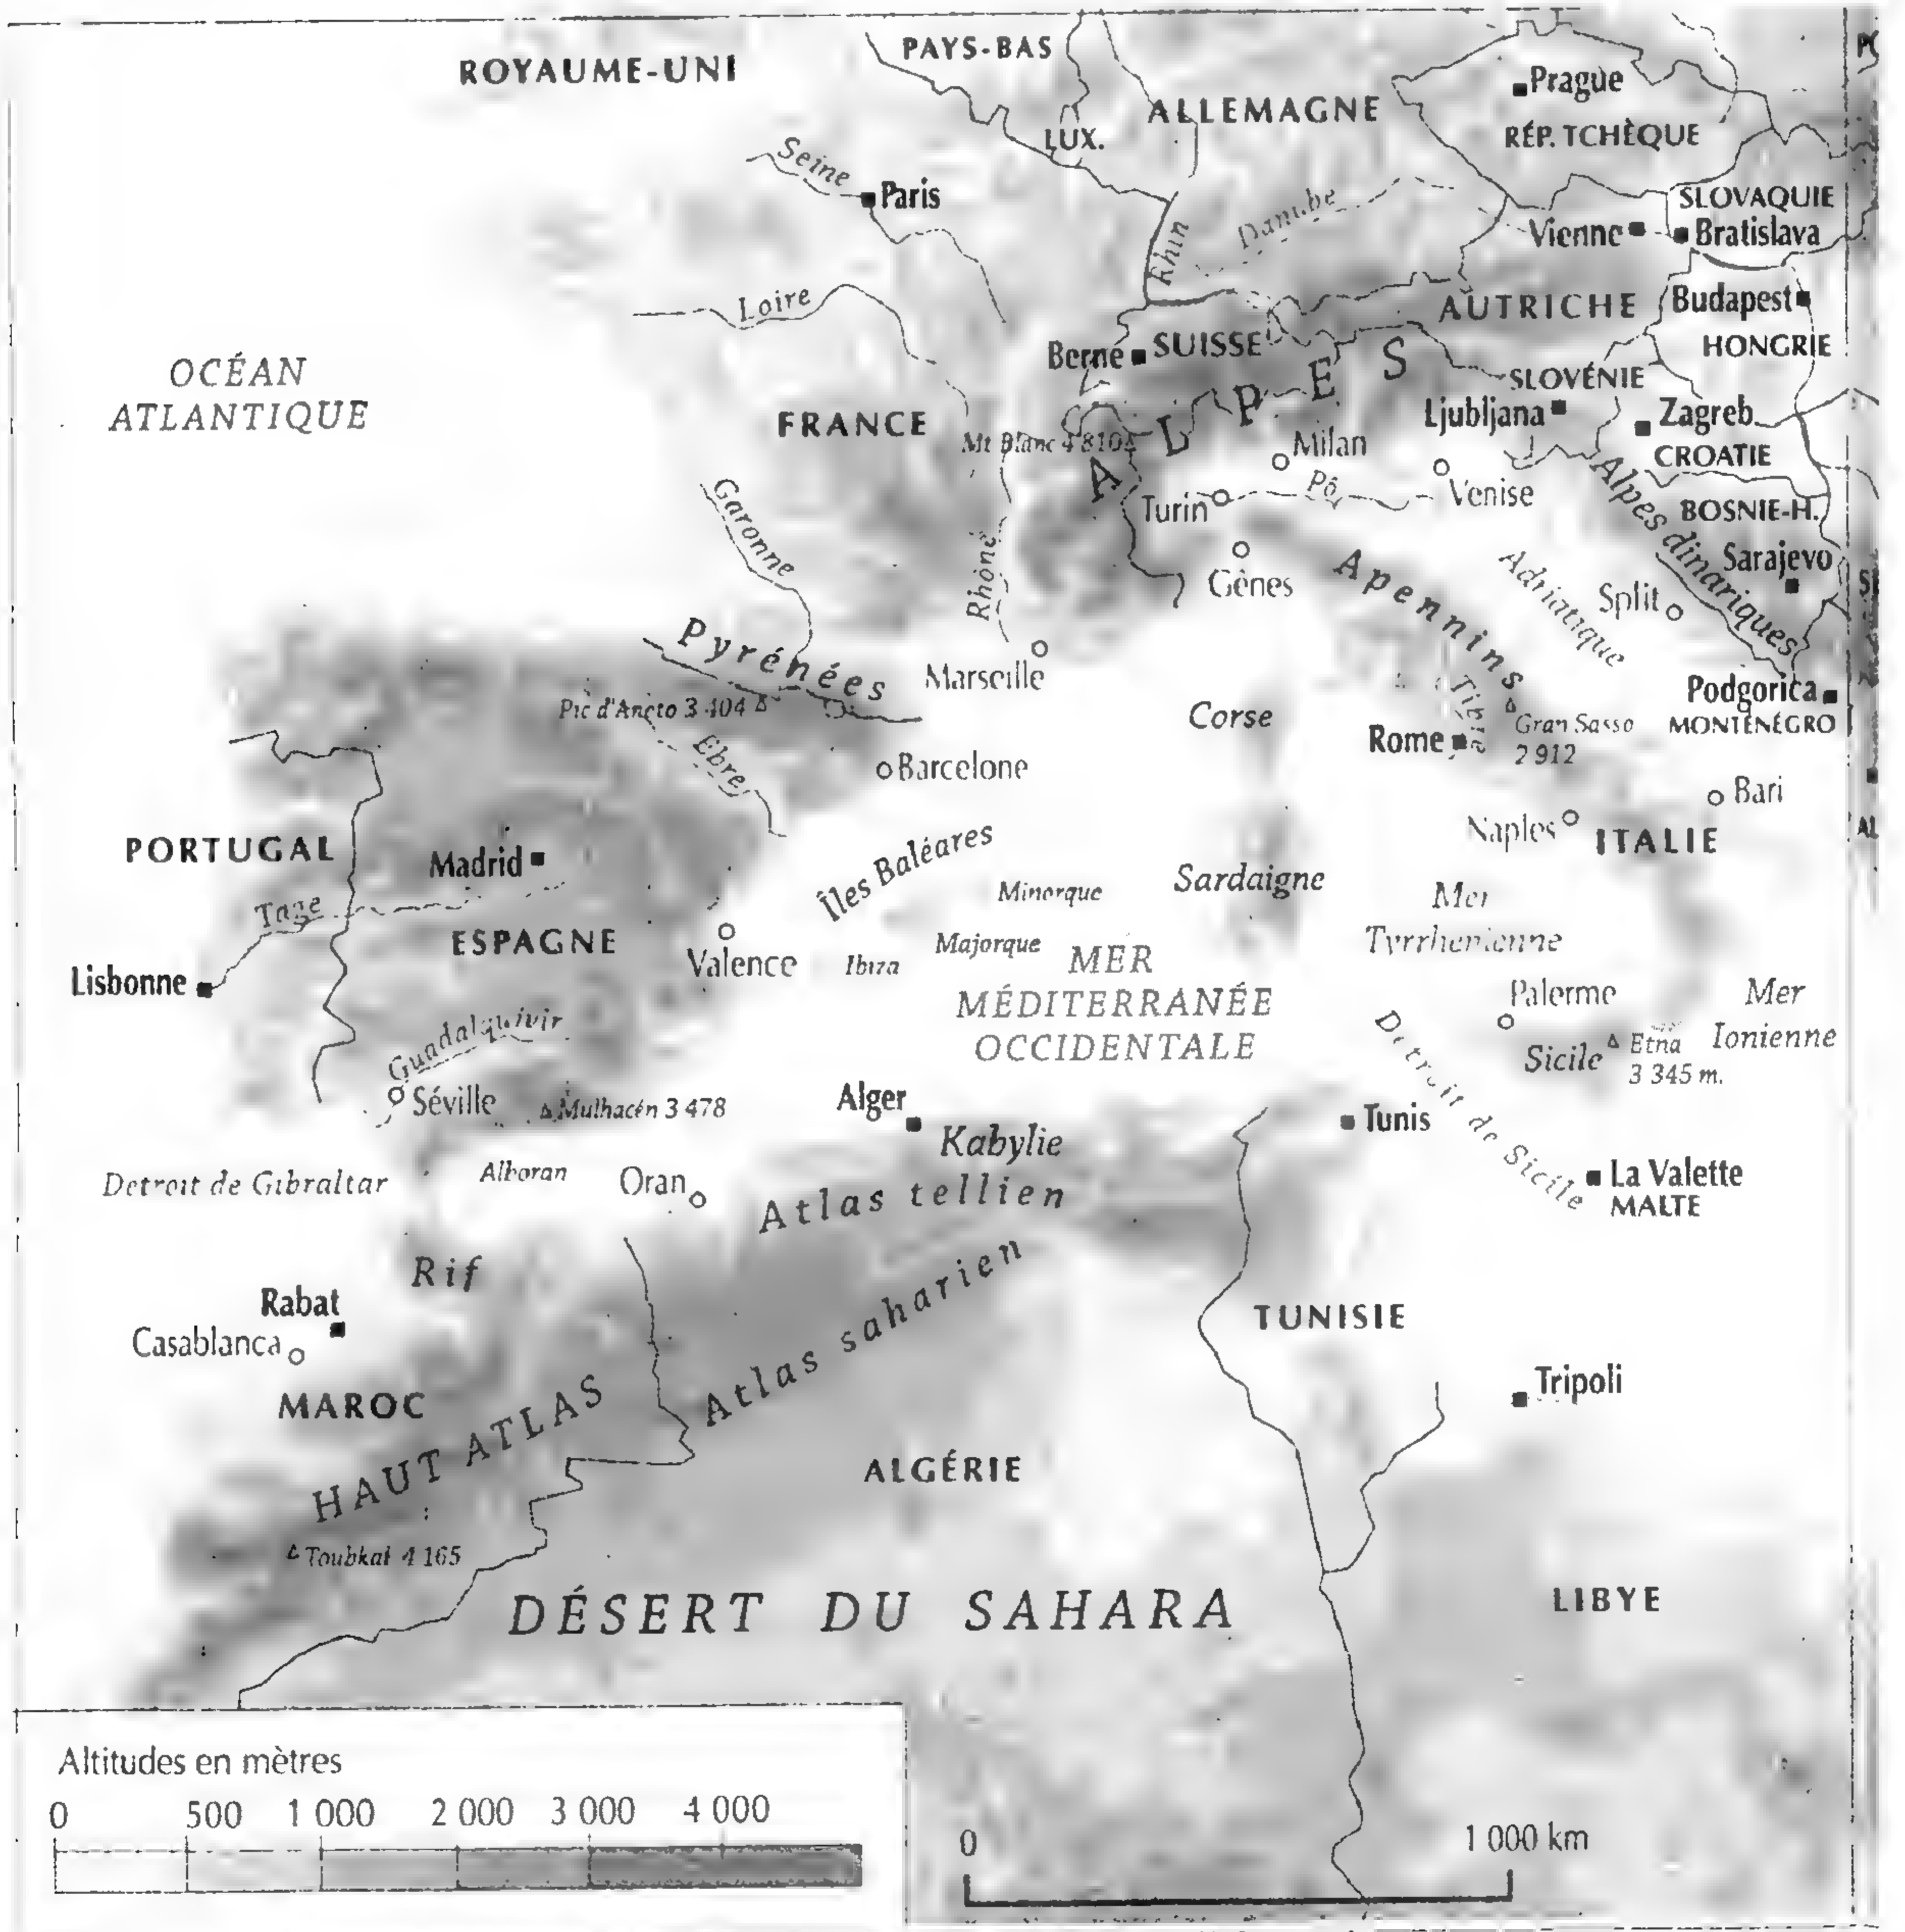 ROYAUME-UNI
PAYS-BAS
LUX.
ALLEMAGNE
Prague
RÉP. TCHÈQUE
Seine
Paris
Rhin
Danube
SLOVAQUIE
Vienne
Bratislava
Loire
AUTRICHE
Budapest
HONGRIE
Berne
SUISSE
OCÉAN
ATLANTIQUE
FRANCE
ALPES
SLOVÉNIE
Ljubljana
Zagreb
CROATIE
Mt Blanc 4 810
Milan
Turin
Pô
Venise
Alpes dinariques
BOSNIE-H.
Sarajevo
Garonne
Rhône
Gênes
Apennins
Adriatique
Split
Pyrénées
Marseille
Pic d'Aneto 3 404
Ebre
Corse
Tibre
Rome
Gran Sasso
2 912
Podgorica
MONTÉNÉGRO
Barcelone
Bari
Naples
ITALIE
PORTUGAL
Madrid
Tage
ESPAGNE
Lisbonne
Îles Baléares
Minorque
Majorque
Ibiza
Valence
Sardaigne
Mer
Tyrrhénienne
MER
MÉDITERRANÉE
OCCIDENTALE
Palerme
Mer
Ionienne
Sicile
Etna
3 345 m.
Détroit de Sicile
Guadalquivir
Séville
Mulhacén 3 478
Alger
Kabylie
Tunis
La Valette
MALTE
Detroit de Gibraltar
Alboran
Oran
Atlas tellien
Rif
Atlas saharien
Rabat
Casablanca
TUNISIE
Tripoli
MAROC
HAUT ATLAS
ALGÉRIE
Toubkal 4 165
DÉSERT DU SAHARA
LIBYE
Altitudes en mètres
0 500 1 000 2 000 3 000 4 000
0 1 000 km